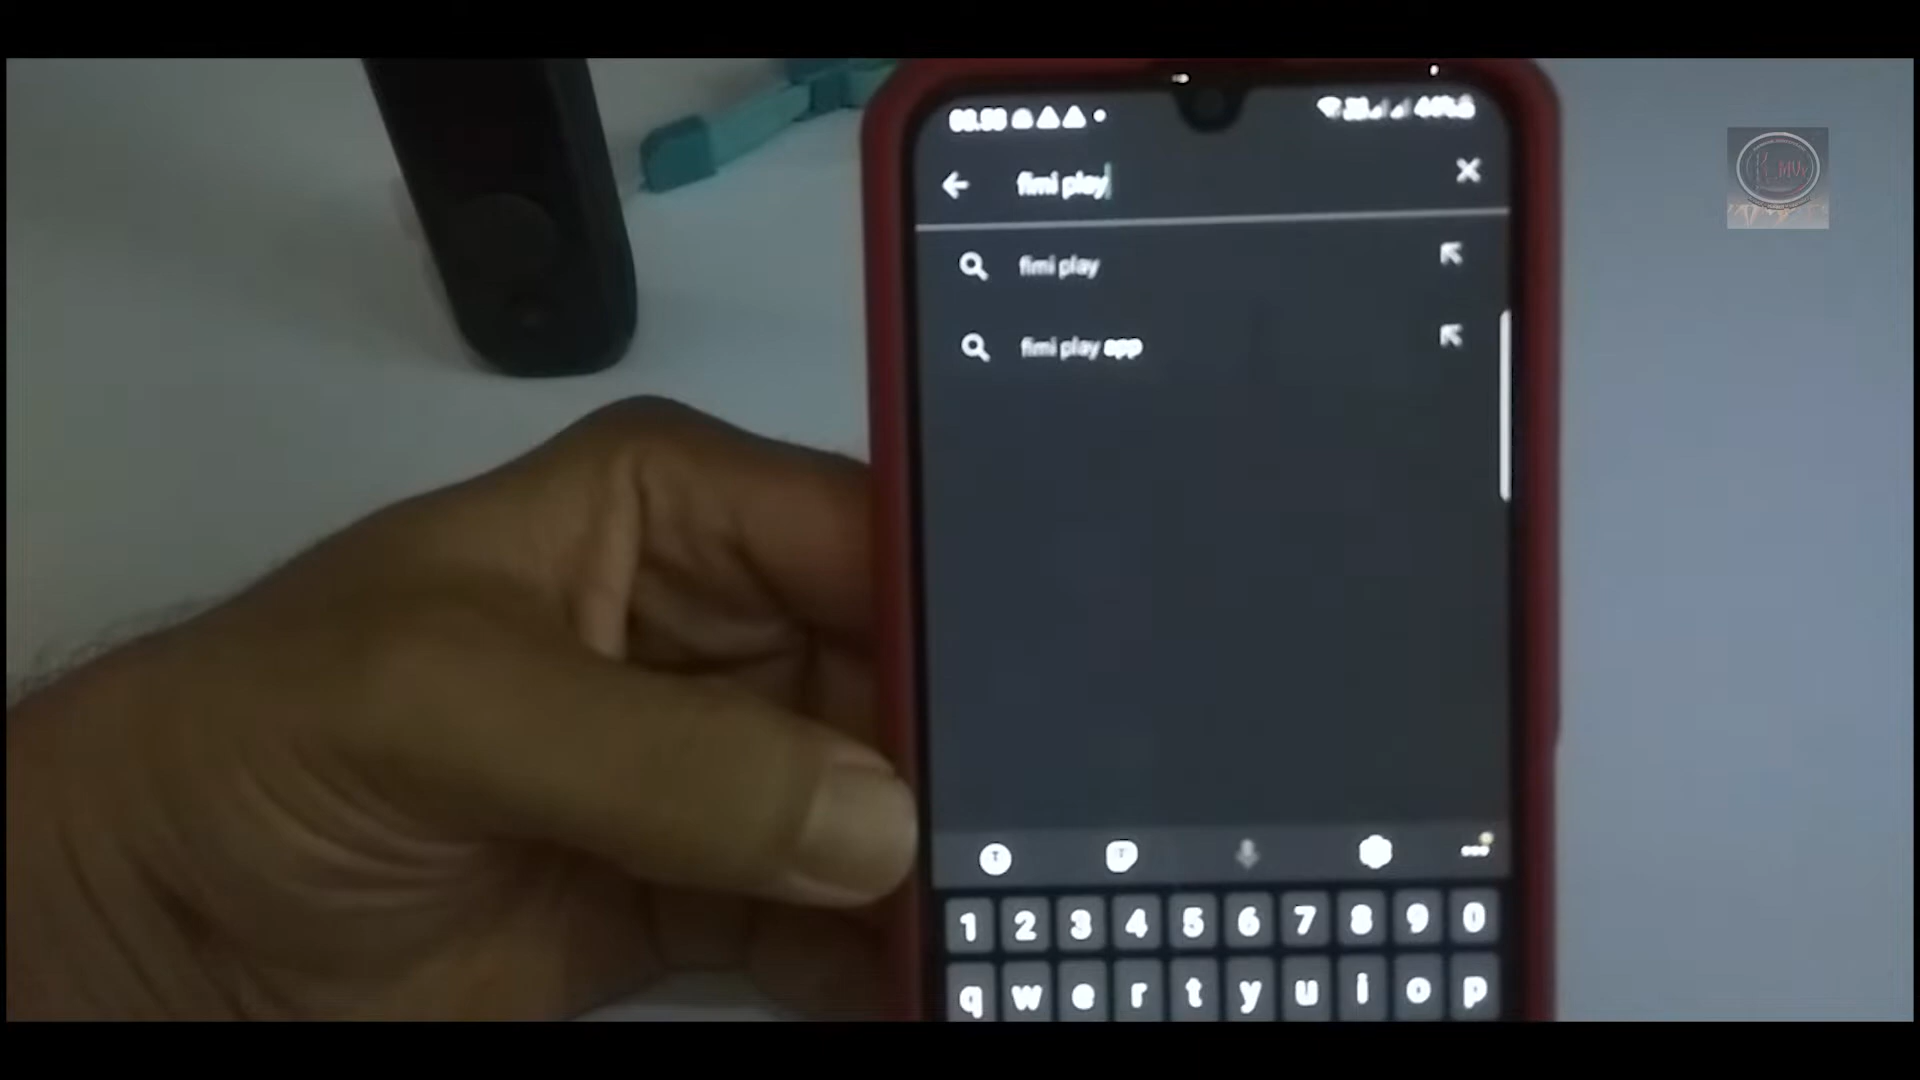 fimi play
fimi play
fimi play app
1 2 3 4 5 6 7 8 9 0
q w e r t y u i o p